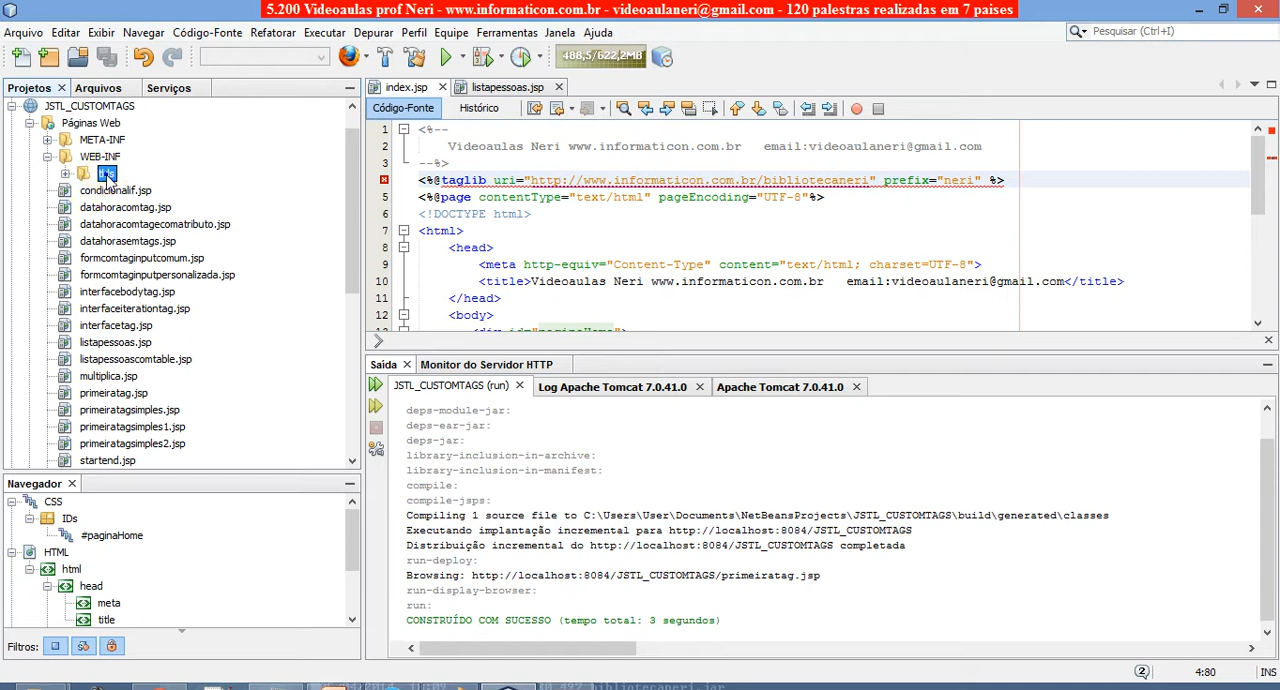 5.200 Videoaulas prof Neri - www.informaticon.com.br - videoaulaneri@gmail.com - 120 palestras realizadas em 7 paises
Arquivo Editar Exibir Navegar Código-Fonte Refatorar Executar Depurar Perfil Equipe Ferramentas Janela Ajuda
Pesquisar (Ctrl+I)
488,5/622,2MB
Projetos Arquivos Serviços
index.jsp listapessoas.jsp
Código-Fonte Histórico
JSTL_CUSTOMTAGS
Páginas Web
META-INF
WEB-INF
condicionalif.jsp
datahoracomtag.jsp
datahoracomtagecomatributo.jsp
datahorasemtags.jsp
formcomtaginputcomum.jsp
formcomtaginputpersonalizada.jsp
interfacebodytag.jsp
interfaceiterationtag.jsp
interfacetag.jsp
listapessoas.jsp
listapessoascomtable.jsp
multiplica.jsp
primeiratag.jsp
primeiratagsimples.jsp
primeiratagsimples1.jsp
primeiratagsimples2.jsp
startend.jsp
1 <%--
2 Videoaulas Neri www.informaticon.com.br email:videoaulaneri@gmail.com
3 --%>
<%@taglib uri="http://www.informaticon.com.br/bibliotecaneri" prefix="neri" %>
5 <%@page contentType="text/html" pageEncoding="UTF-8"%>
6 <!DOCTYPE html>
7 <html>
8 <head>
9 <meta http-equiv="Content-Type" content="text/html; charset=UTF-8">
10 <title>Videoaulas Neri www.informaticon.com.br email:videoaulaneri@gmail.com</title>
11 </head>
12 <body>
Saída Monitor do Servidor HTTP
JSTL_CUSTOMTAGS (run) Log Apache Tomcat 7.0.41.0 Apache Tomcat 7.0.41.0
deps-module-jar:
deps-ear-jar:
deps-jar:
library-inclusion-in-archive:
library-inclusion-in-manifest:
compile:
compile-jsps:
Compiling 1 source file to C:\Users\User\Documents\NetBeansProjects\JSTL_CUSTOMTAGS\build\generated\classes
Executando implantação incremental para http://localhost:8084/JSTL_CUSTOMTAGS
Distribuição incremental do http://localhost:8084/JSTL_CUSTOMTAGS completada
run-deploy:
Browsing: http://localhost:8084/JSTL_CUSTOMTAGS/primeiratag.jsp
run-display-browser:
run:
CONSTRUÍDO COM SUCESSO (tempo total: 3 segundos)
Navegador
CSS
IDs
#paginaHome
HTML
html
head
meta
title
Filtros:
4:80 INS